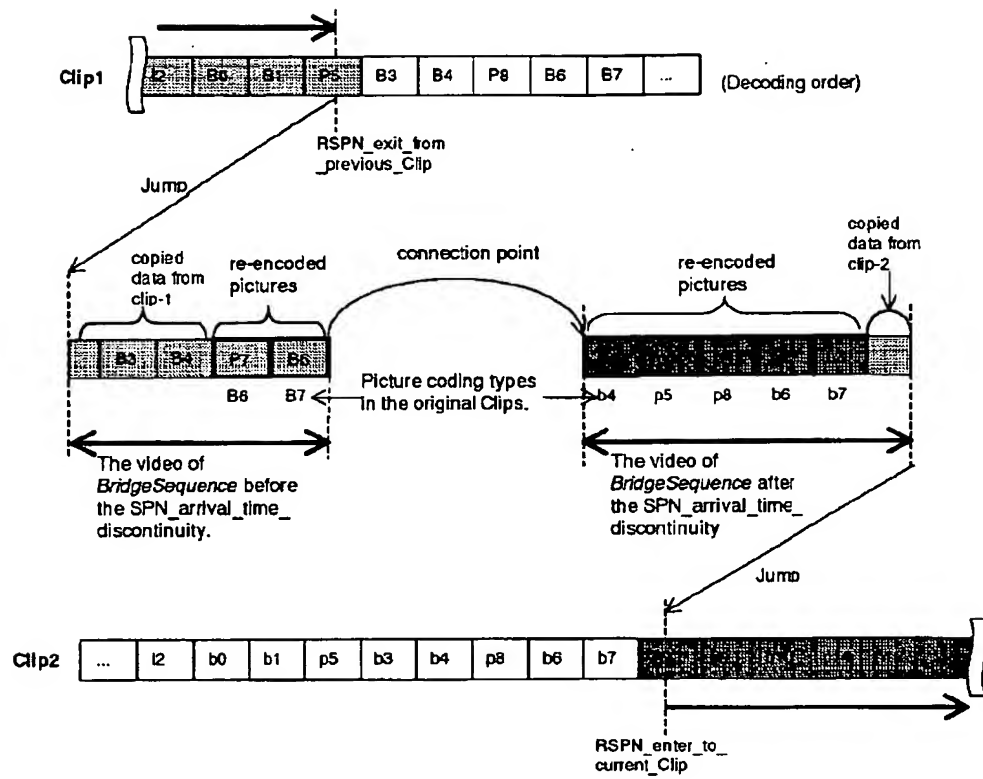 Clip1
I2 B0 B1 P5 B3 B4 P8 B6 B7 ...
(Decoding order)
RSPN_exit_from
_previous_Clip
Jump
copied
data from
clip-1
re-encoded
pictures
connection point
re-encoded
pictures
copied
data from
clip-2
B3 B4 P7 B6
B6 B7
Picture coding types
in the original Clips.
b4 p5 p8 b6 b7
The video of
BridgeSequence before
the SPN_arrival_time_
discontinuity.
The video of
BridgeSequence after
the SPN_arrival_time_
discontinuity
Jump
Clip2
... I2 b0 b1 p5 b3 b4 p8 b6 b7
RSPN_enter_to_
current_Clip